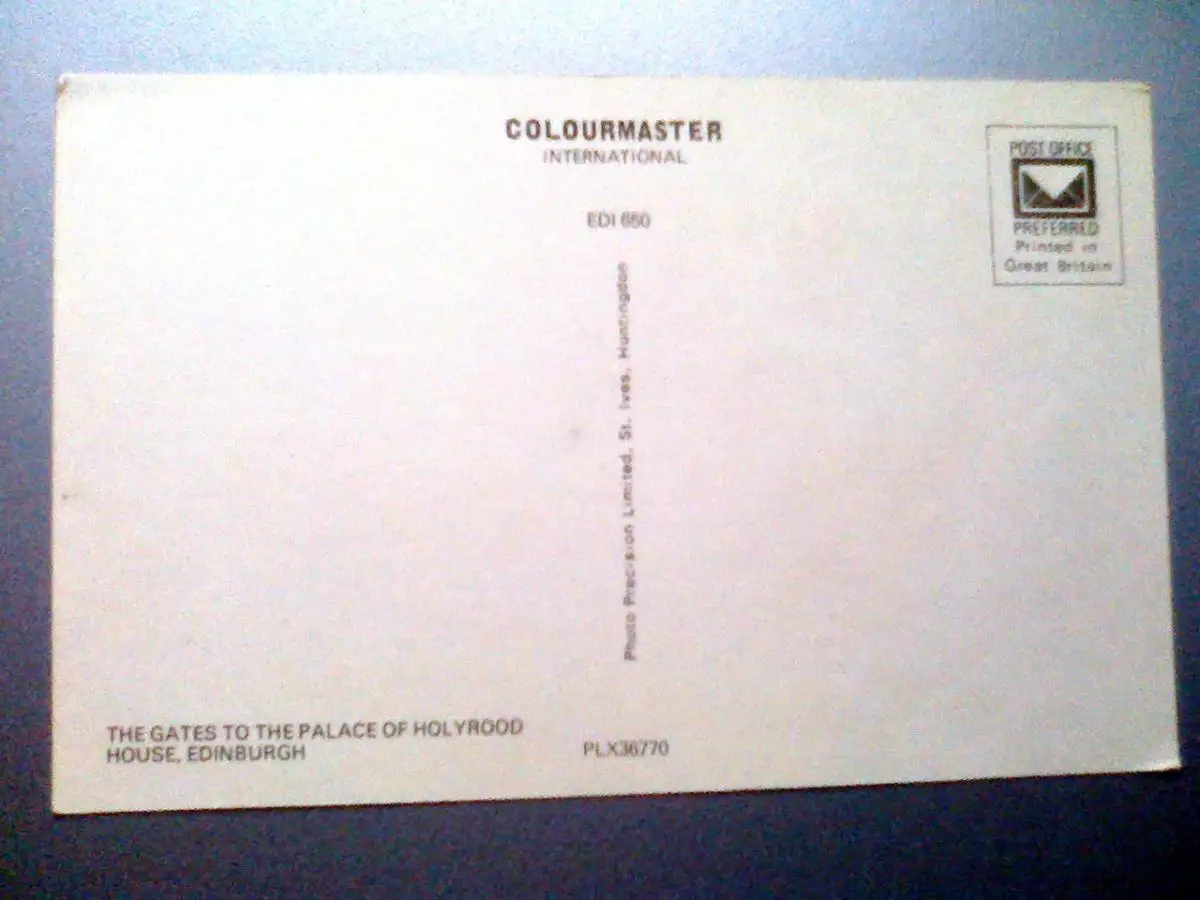 COLOURMASTER
INTERNATIONAL
EDI 650
POST OFFICE
PREFERRED
Printed in
Great Britain
Photo Precision Limited, St. Ives, Huntingdon
THE GATES TO THE PALACE OF HOLYROOD
HOUSE, EDINBURGH
PLX36770